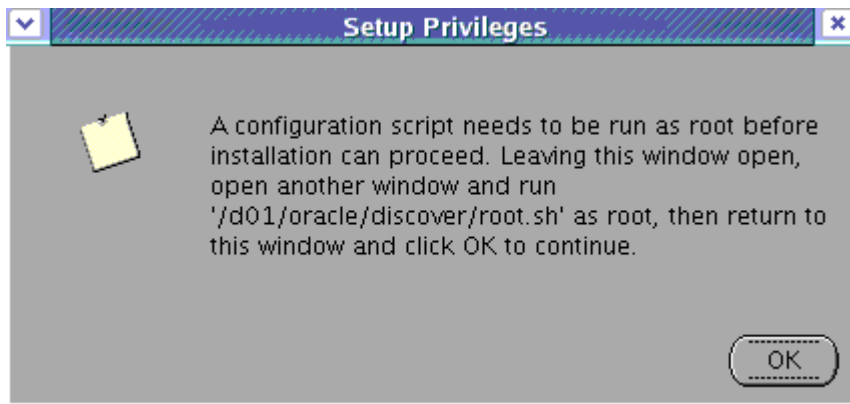 Setup Privileges
A configuration script needs to be run as root before
installation can proceed. Leaving this window open,
open another window and run
'/d01/oracle/discover/root.sh' as root, then return to
this window and click OK to continue.
OK